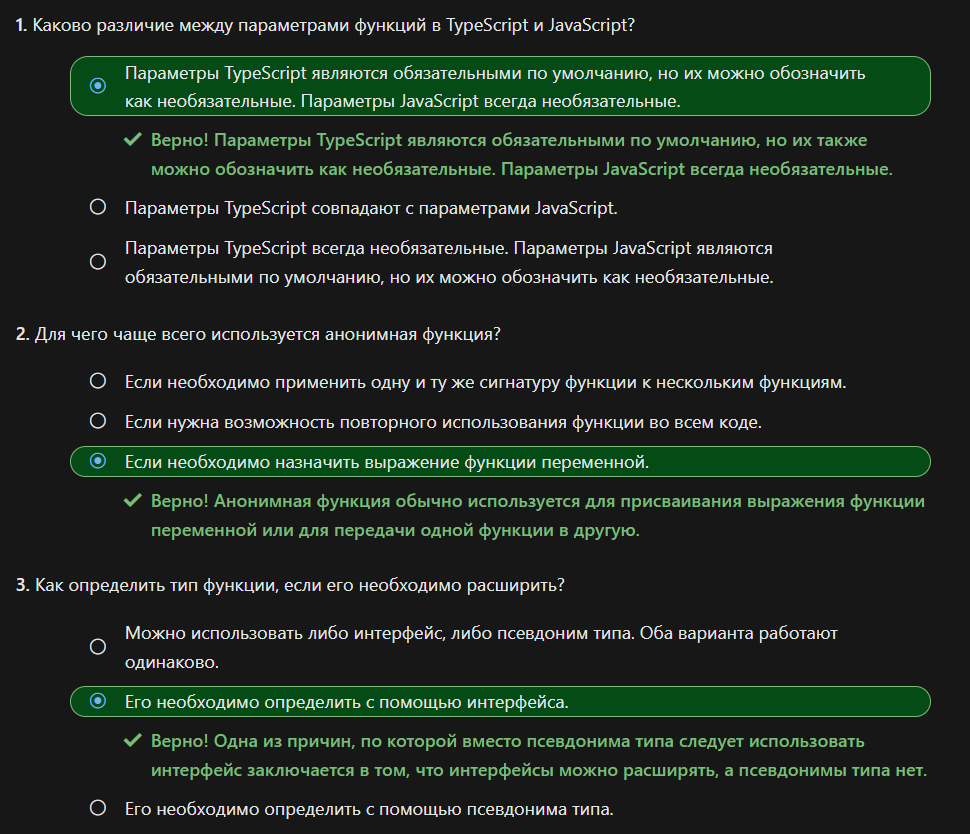 1. Каково различие между параметрами функций в TypeScript и JavaScript?
Параметры TypeScript являются обязательными по умолчанию, но их можно обозначить
как необязательные. Параметры JavaScript всегда необязательные.
Верно! Параметры TypeScript являются обязательными по умолчанию, но их также
можно обозначить как необязательные. Параметры JavaScript всегда необязательные.
Параметры TypeScript совпадают с параметрами JavaScript.
Параметры TypeScript всегда необязательные. Параметры JavaScript являются
обязательными по умолчанию, но их можно обозначить как необязательные.
2. Для чего чаще всего используется анонимная функция?
Если необходимо применить одну и ту же сигнатуру функции к нескольким функциям.
Если нужна возможность повторного использования функции во всем коде.
Если необходимо назначить выражение функции переменной.
Верно! Анонимная функция обычно используется для присваивания выражения функции
переменной или для передачи одной функции в другую.
3. Как определить тип функции, если его необходимо расширить?
Можно использовать либо интерфейс, либо псевдоним типа. Оба варианта работают
одинаково.
Его необходимо определить с помощью интерфейса.
Верно! Одна из причин, по которой вместо псевдонима типа следует использовать
интерфейс заключается в том, что интерфейсы можно расширять, а псевдонимы типа нет.
Его необходимо определить с помощью псевдонима типа.